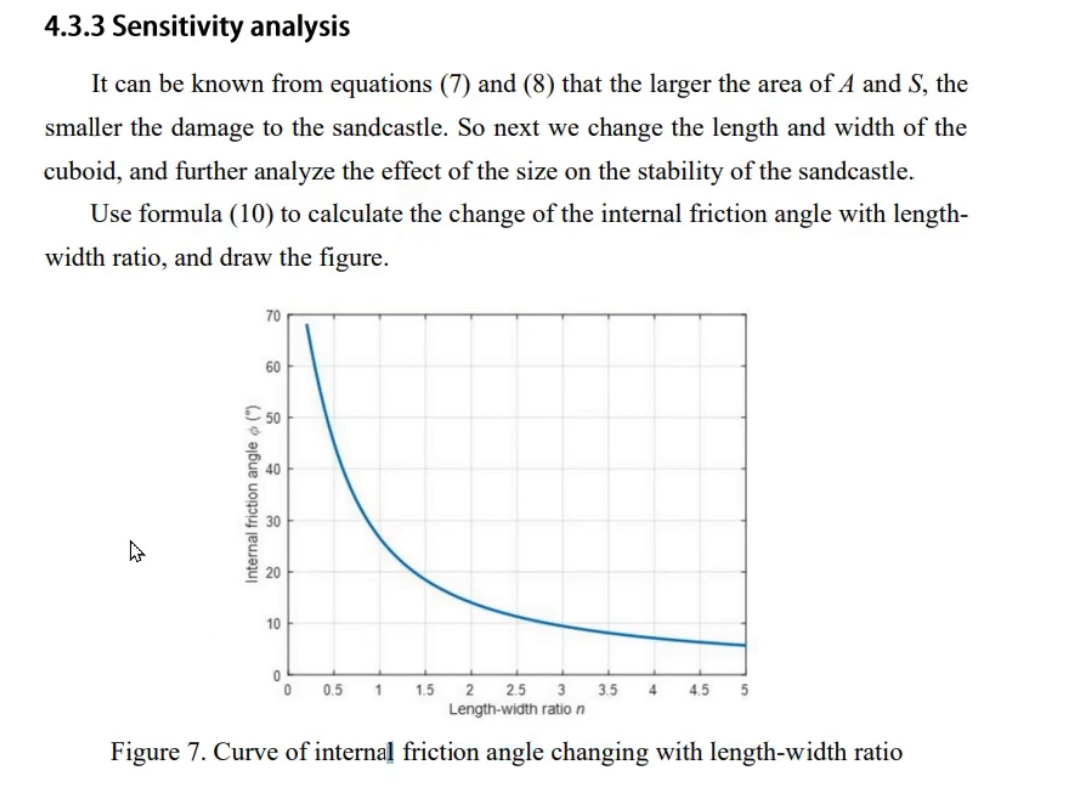 4.3.3 Sensitivity analysis
It can be known from equations (7) and (8) that the larger the area of A and S, the
smaller the damage to the sandcastle. So next we change the length and width of the
cuboid, and further analyze the effect of the size on the stability of the sandcastle.
Use formula (10) to calculate the change of the internal friction angle with length-
width ratio, and draw the figure.
70
60
50
40
30
20
10
0
Internal friction angle ϕ (°)
0 0.5 1 1.5 2 2.5 3 3.5 4 4.5 5
Length-width ratio n
Figure 7. Curve of internal friction angle changing with length-width ratio